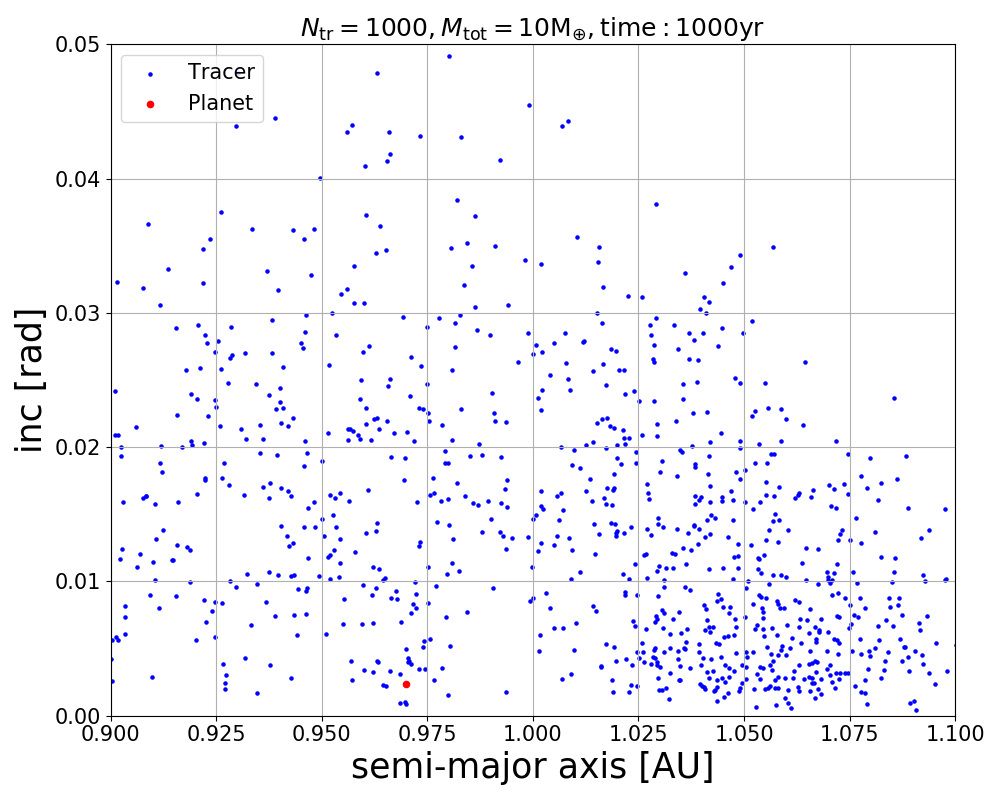 N_tr = 1000, M_tot = 10M_⊕, time : 1000yr
Tracer
Planet
inc [rad]
0.05
0.04
0.03
0.02
0.01
0.00
0.900 0.925 0.950 0.975 1.000 1.025 1.050 1.075 1.100
semi-major axis [AU]